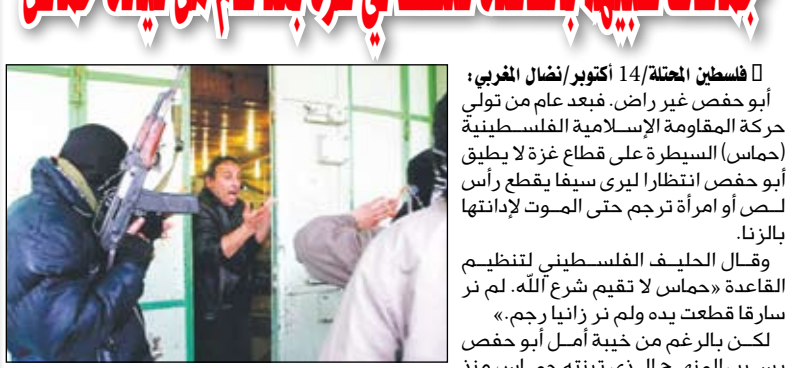 فلسطين المحتلة/14 أكتوبر/نضال المغربي:
أبو حفص غير راض. فبعد عام من تولي
حركة المقاومة الإسلامية الفلسطينية
(حماس) السيطرة على قطاع غزة لا يطيق
أبو حفص انتظارا ليرى سيفا يقطع رأس
لص أو امرأة ترجم حتى الموت لإدانتها
بالزنا.
وقال الحليف الفلسطيني لتنظيم
القاعدة «حماس لا تقيم شرع الله. لم نر
سارقا قطعت يده ولم نر زانيا رجم.»
لكن بالرغم من خيبة أمل أبو حفص